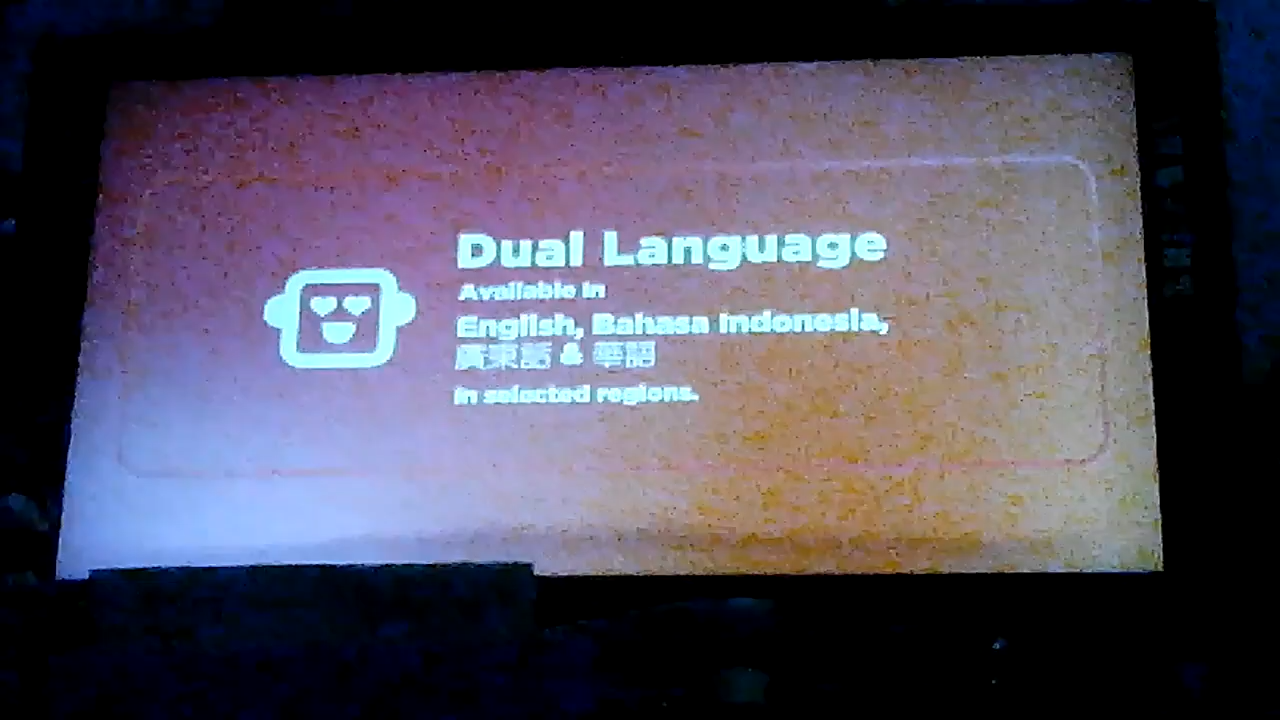 Dual Language
Available in
English, Bahasa Indonesia,
廣東話 & 華語
in selected regions.